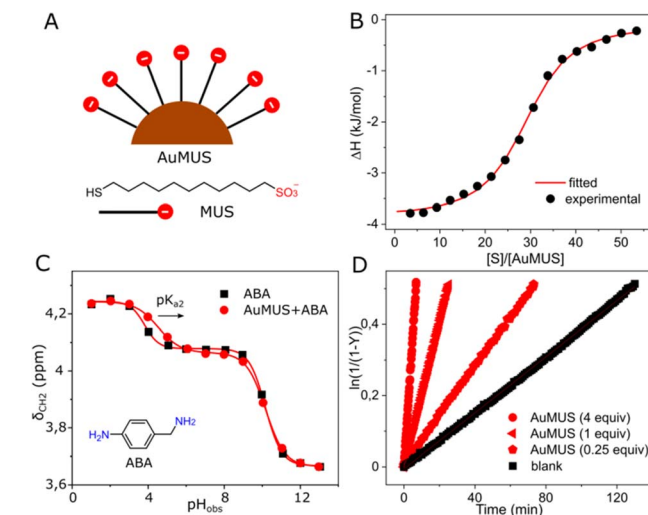 A
AuMUS
HS
SO₃⁻
MUS
B
0
-1
-2
-3
-4
ΔH (kJ/mol)
fitted
experimental
0 10 20 30 40 50
[S]/[AuMUS]
C
4,2
4,0
3,8
3,6
δCH2 (ppm)
pKa2
ABA
AuMUS+ABA
H₂N
NH₂
ABA
0 4 8 12
pHobs
D
0,4
0,2
0
ln(1/(1-Y))
AuMUS (4 equiv)
AuMUS (1 equiv)
AuMUS (0.25 equiv)
blank
0 40 80 120
Time (min)